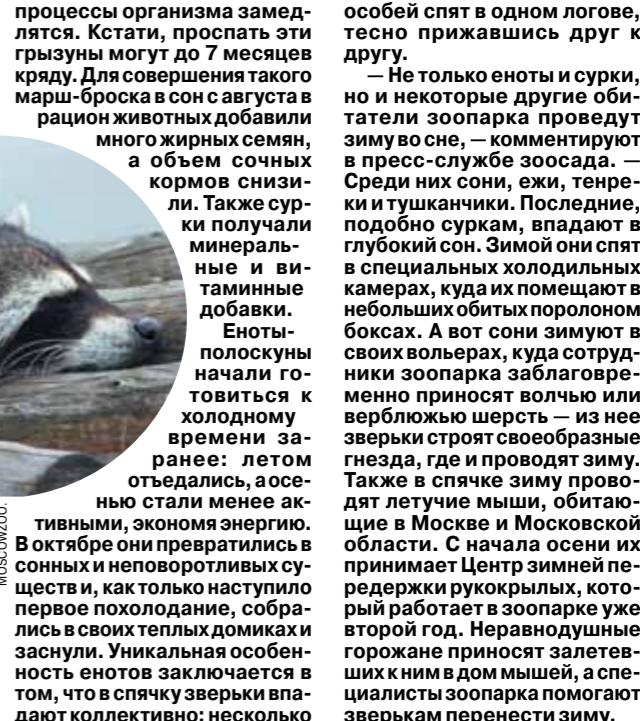 процессы организма замед-
лятся. Кстати, проспать эти
грызуны могут до 7 месяцев
кряду. Для совершения такого
марш-броска в сон с августа в
рацион животных добавили
много жирных семян,
а объем сочных
кормов снизи-
ли. Также сур-
ки получали
минераль-
ные и ви-
таминные
добавки.
Еноты-
полоскуны
начали го-
товиться к
холодному
времени за-
ранее: летом
отъедались, а осе-
нью стали менее ак-
тивными, экономя энергию.
В октябре они превратились в
сонных и неповоротливых су-
ществ и, как только наступило
первое похолодание, собра-
лись в своих теплых домиках и
заснули. Уникальная особен-
ность енотов заключается в
том, что в спячку зверьки впа-
дают коллективно: несколько
особей спят в одном логове,
тесно прижавшись друг к
другу.
— Не только еноты и сурки,
но и некоторые другие оби-
татели зоопарка проведут
зиму во сне, — комментируют
в пресс-службе зоосада. —
Среди них сони, ежи, тенре-
ки и тушканчики. Последние,
подобно суркам, впадают в
глубокий сон. Зимой они спят
в специальных холодильных
камерах, куда их помещают в
небольших обитых поролоном
боксах. А вот сони зимуют в
своих вольерах, куда сотруд-
ники зоопарка заблаговре-
менно приносят волчью или
верблюжью шерсть — из нее
зверьки строят своеобразные
гнезда, где и проводят зиму.
Также в спячке зиму прово-
дят летучие мыши, обитаю-
щие в Москве и Московской
области. С начала осени их
принимает Центр зимней пе-
редержки рукокрылых, кото-
рый работает в зоопарке уже
второй год. Неравнодушные
горожане приносят залетев-
ших к ним в дом мышей, а спе-
циалисты зоопарка помогают
зверькам перенести зиму.
MOSCOWZOO.